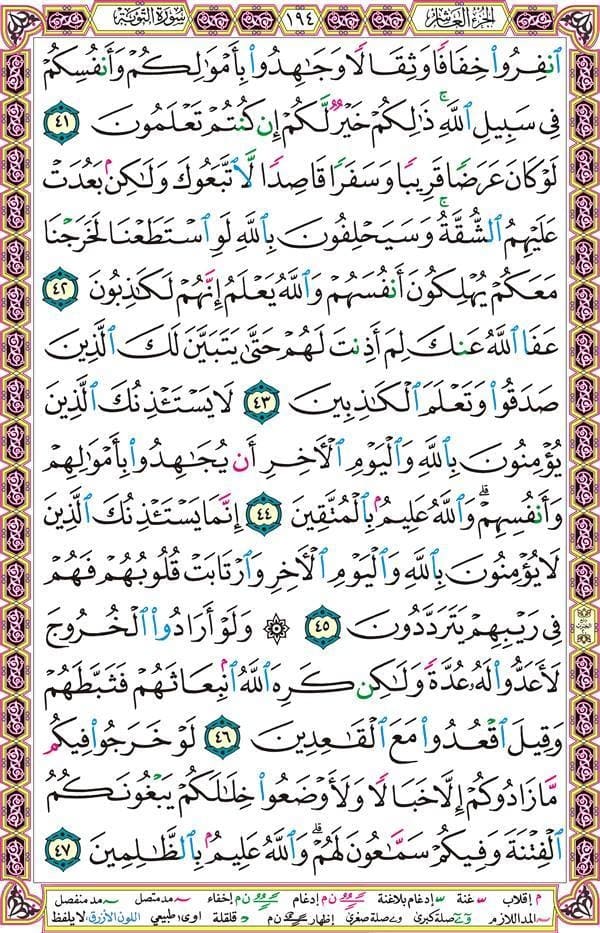 الجزء العاشر ١٩٤ سورة التوبة
ٱنفِرُوا۟ خِفَافًا وَثِقَالًا وَجَـٰهِدُوا۟ بِأَمْوَٰلِكُمْ وَأَنفُسِكُمْ
فِى سَبِيلِ ٱللَّهِ ۚ ذَٰلِكُمْ خَيْرٌ لَّكُمْ إِن كُنتُمْ تَعْلَمُونَ ٤١
لَوْ كَانَ عَرَضًا قَرِيبًا وَسَفَرًا قَاصِدًا لَّٱتَّبَعُوكَ وَلَـٰكِنۢ بَعُدَتْ
عَلَيْهِمُ ٱلشُّقَّةُ ۚ وَسَيَحْلِفُونَ بِٱللَّهِ لَوِ ٱسْتَطَعْنَا لَخَرَجْنَا
مَعَكُمْ يُهْلِكُونَ أَنفُسَهُمْ وَٱللَّهُ يَعْلَمُ إِنَّهُمْ لَكَـٰذِبُونَ ٤٢
عَفَا ٱللَّهُ عَنكَ لِمَ أَذِنتَ لَهُمْ حَتَّىٰ يَتَبَيَّنَ لَكَ ٱلَّذِينَ
صَدَقُوا۟ وَتَعْلَمَ ٱلْكَـٰذِبِينَ ٤٣ لَا يَسْتَـْٔذِنُكَ ٱلَّذِينَ
يُؤْمِنُونَ بِٱللَّهِ وَٱلْيَوْمِ ٱلْـَٔاخِرِ أَن يُجَـٰهِدُوا۟ بِأَمْوَٰلِهِمْ
وَأَنفُسِهِمْ ۗ وَٱللَّهُ عَلِيمٌۢ بِٱلْمُتَّقِينَ ٤٤ إِنَّمَا يَسْتَـْٔذِنُكَ ٱلَّذِينَ
لَا يُؤْمِنُونَ بِٱللَّهِ وَٱلْيَوْمِ ٱلْـَٔاخِرِ وَٱرْتَابَتْ قُلُوبُهُمْ فَهُمْ
فِى رَيْبِهِمْ يَتَرَدَّدُونَ ٤٥ ۞ وَلَوْ أَرَادُوا۟ ٱلْخُرُوجَ
لَأَعَدُّوا۟ لَهُۥ عُدَّةً وَلَـٰكِن كَرِهَ ٱللَّهُ ٱنۢبِعَاثَهُمْ فَثَبَّطَهُمْ
وَقِيلَ ٱقْعُدُوا۟ مَعَ ٱلْقَـٰعِدِينَ ٤٦ لَوْ خَرَجُوا۟ فِيكُم
مَّا زَادُوكُمْ إِلَّا خَبَالًا وَلَأَوْضَعُوا۟ خِلَـٰلَكُمْ يَبْغُونَكُمُ
ٱلْفِتْنَةَ وَفِيكُمْ سَمَّـٰعُونَ لَهُمْ ۗ وَٱللَّهُ عَلِيمٌۢ بِٱلظَّـٰلِمِينَ ٤٧
م إقلاب غنة إدغام بلاغنة ن م إدغام ن م إخفاء مد متصل مد منفصل
المد اللازم صلة كبرى صلة صغرى إظهار ن م قلقلة اوى طبيعي اللون الأزرق لا يلفظ